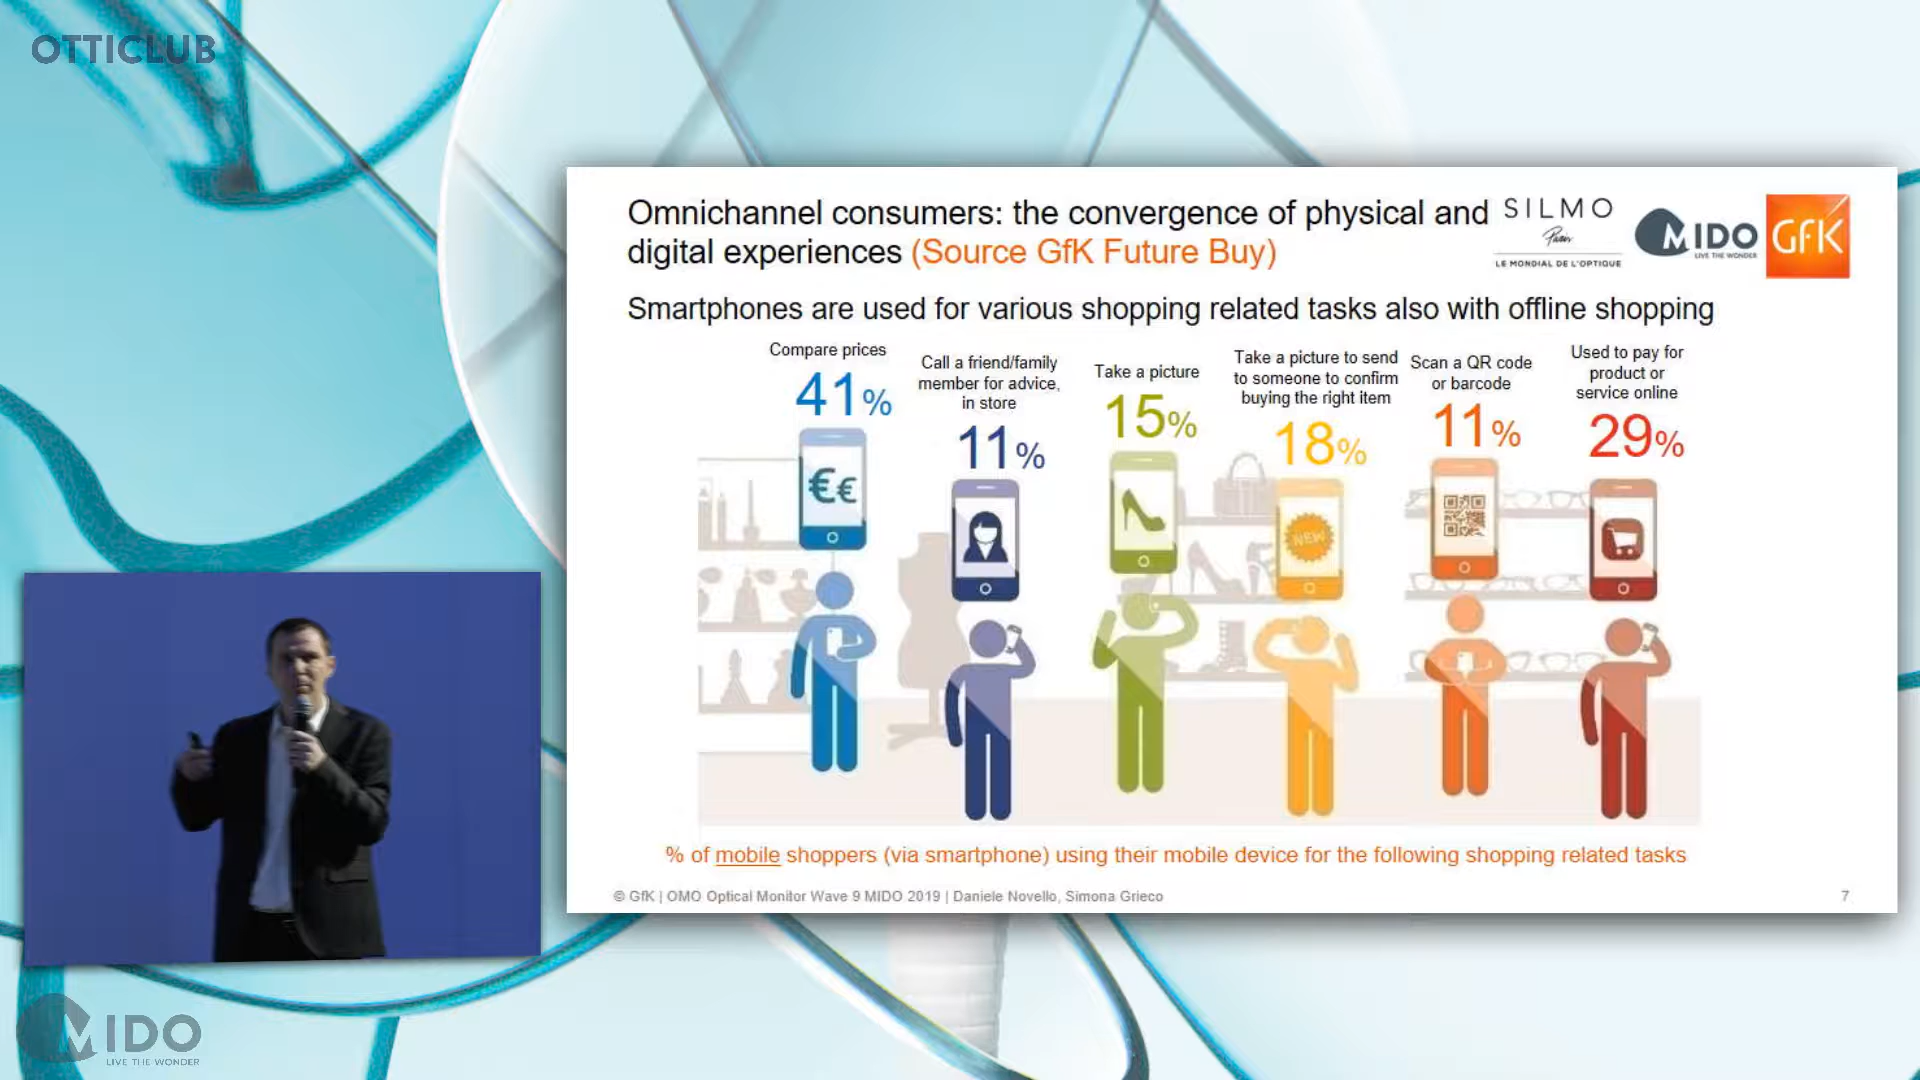 OTTICLUB
Omnichannel consumers: the convergence of physical and
digital experiences (Source GfK Future Buy)
SILMO
Paris
LE MONDIAL DE L'OPTIQUE
MIDO
LIVE THE WONDER
GFK
Smartphones are used for various shopping related tasks also with offline shopping
Compare prices
41%
Call a friend/family
member for advice,
in store
11%
Take a picture
15%
Take a picture to send
to someone to confirm
buying the right item
18%
Scan a QR code
or barcode
11%
Used to pay for
product or
service online
29%
€€
NEW
% of mobile shoppers (via smartphone) using their mobile device for the following shopping related tasks
© GfK | OMO Optical Monitor Wave 9 MIDO 2019 | Daniele Novello, Simona Grieco
7
MIDO
LIVE THE WONDER